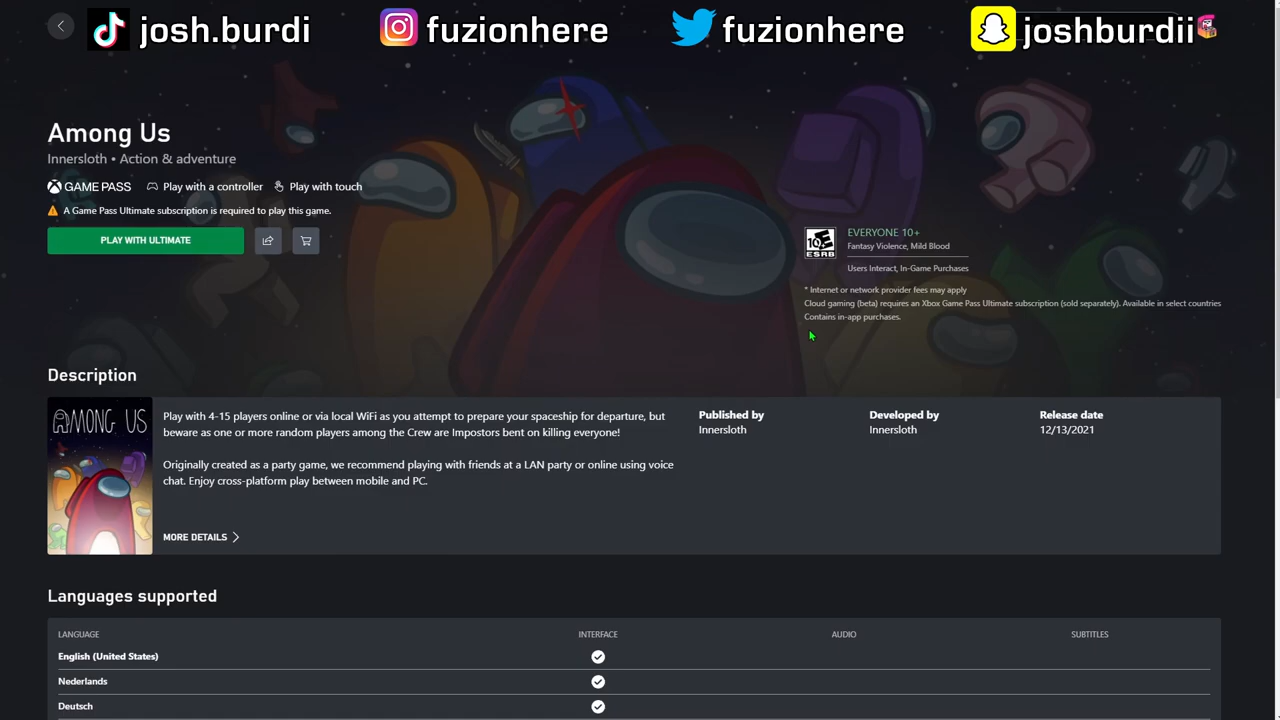 josh.burdi
fuzionhere
fuzionhere
joshburdii
Among Us
Innersloth • Action & adventure
GAME PASS
Play with a controller
Play with touch
A Game Pass Ultimate subscription is required to play this game.
PLAY WITH ULTIMATE
E 10+
ESRB
EVERYONE 10+
Fantasy Violence, Mild Blood
Users Interact, In-Game Purchases
* Internet or network provider fees may apply
Cloud gaming (beta) requires an Xbox Game Pass Ultimate subscription (sold separately). Available in select countries
Contains in-app purchases.
Description
AMONG US
Play with 4-15 players online or via local WiFi as you attempt to prepare your spaceship for departure, but
beware as one or more random players among the Crew are Impostors bent on killing everyone!
Originally created as a party game, we recommend playing with friends at a LAN party or online using voice
chat. Enjoy cross-platform play between mobile and PC.
MORE DETAILS
Published by
Innersloth
Developed by
Innersloth
Release date
12/13/2021
Languages supported
LANGUAGE INTERFACE AUDIO SUBTITLES
English (United States)
Nederlands
Deutsch